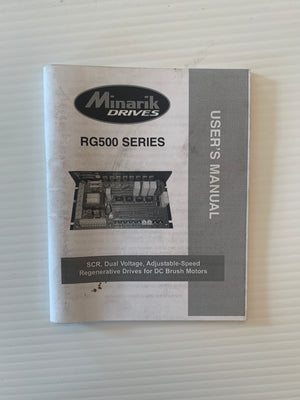 Minarik
DRIVES
RG500 SERIES
USER'S MANUAL
SCR, Dual Voltage, Adjustable-Speed
Regenerative Drives for DC Brush Motors